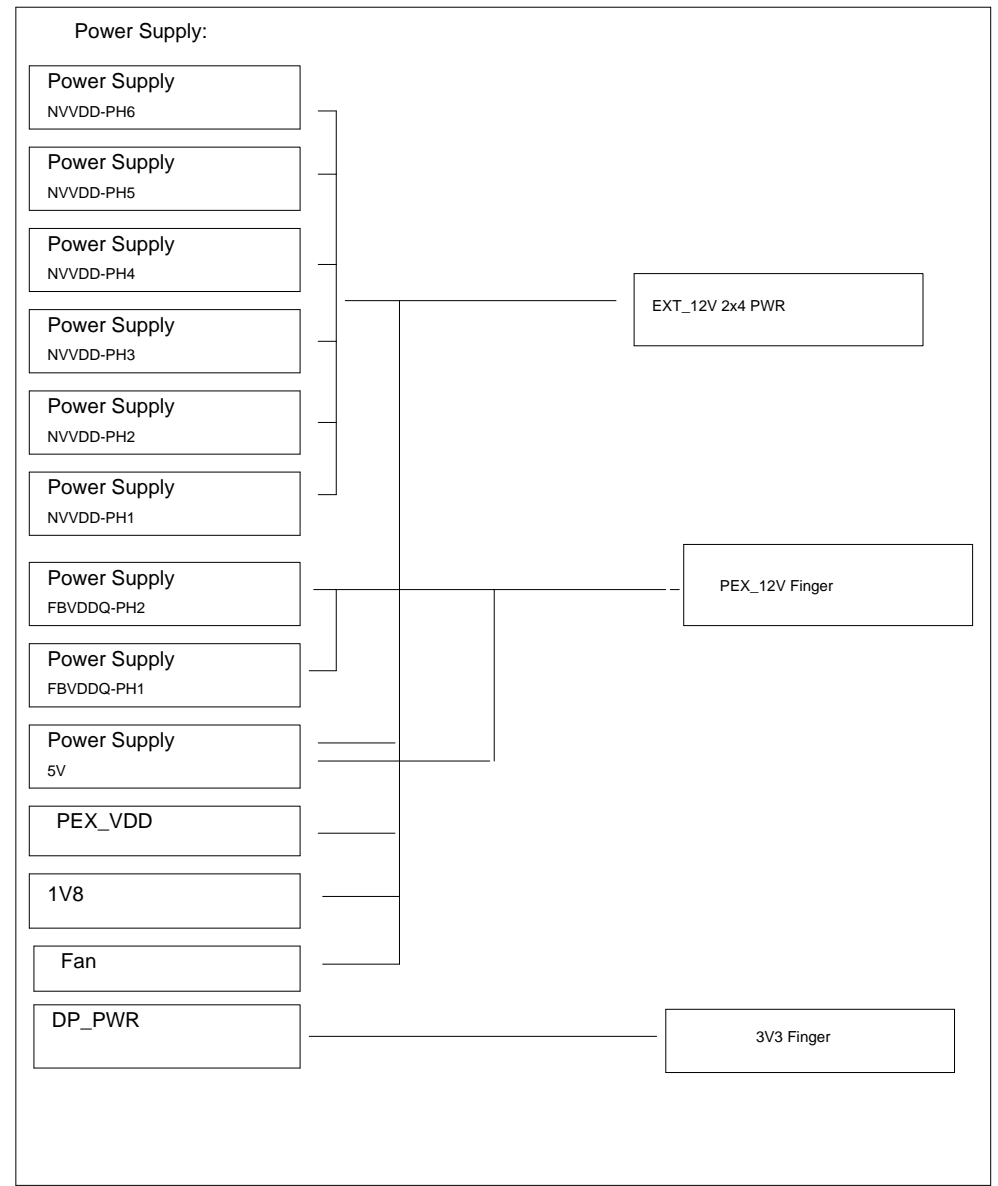 Power Supply:
Power Supply
NVVDD-PH6
Power Supply
NVVDD-PH5
Power Supply
NVVDD-PH4
Power Supply
NVVDD-PH3
Power Supply
NVVDD-PH2
Power Supply
NVVDD-PH1
Power Supply
FBVDDQ-PH2
Power Supply
FBVDDQ-PH1
Power Supply
5V
PEX_VDD
1V8
Fan
DP_PWR
EXT_12V 2x4 PWR
PEX_12V Finger
3V3 Finger